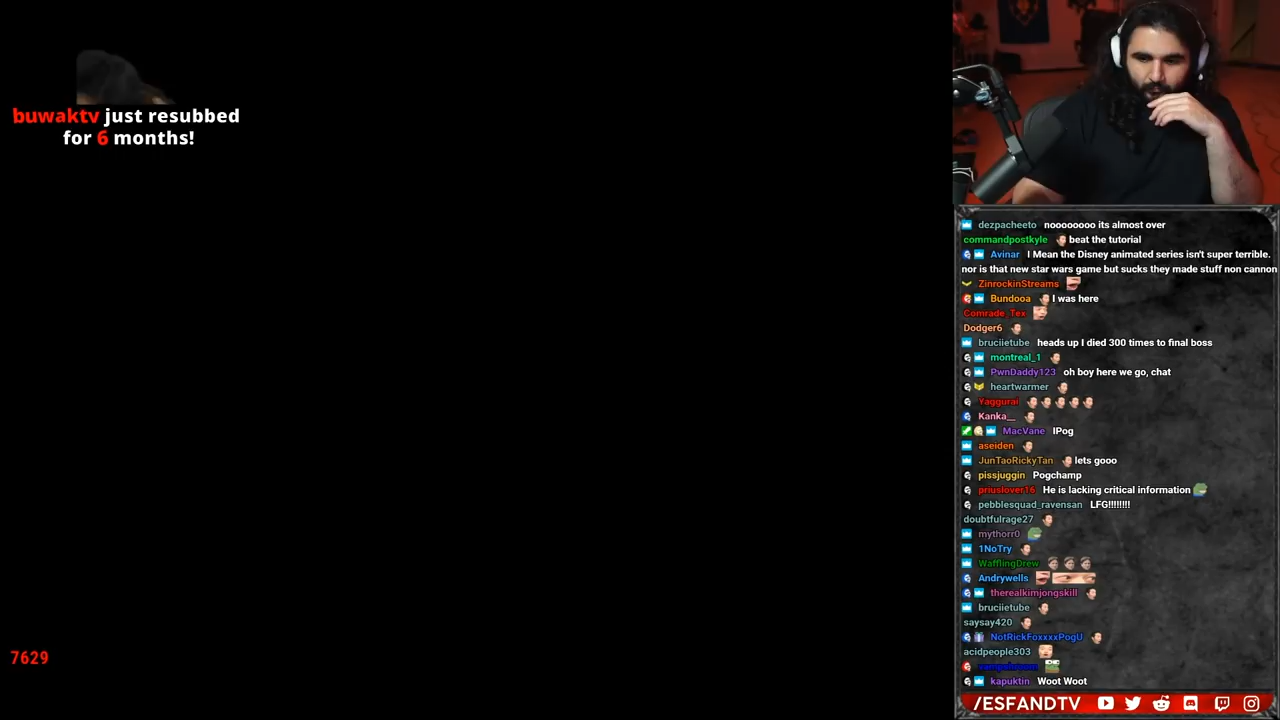 buwaktv just resubbed
for 6 months!
7629
dezpacheeto noooooooo its almost over
commandpostkyle beat the tutorial
Avinar I Mean the Disney animated series isn't super terrible.
nor is that new star wars game but sucks they made stuff non cannon
ZinrockinStreams
Bundooa I was here
Comrade_Tex
Dodger6
bruciietube heads up I died 300 times to final boss
montreal_1
PwnDaddy123 oh boy here we go, chat
heartwarmer
Yaggurai
Kanka__
MacVane IPog
aseiden
JunTaoRickyTan lets gooo
pissjuggin Pogchamp
priuslover16 He is lacking critical information
pebblesquad_ravensan LFG!!!!!!!!
doubtfulrage27
mythorr0
1NoTry
WafflingDrew
Andrywells
therealkimjongskill
bruciietube
saysay420
NotRickFoxxxxPogU
acidpeople303
kapuktin Woot Woot
/ESFANDTV